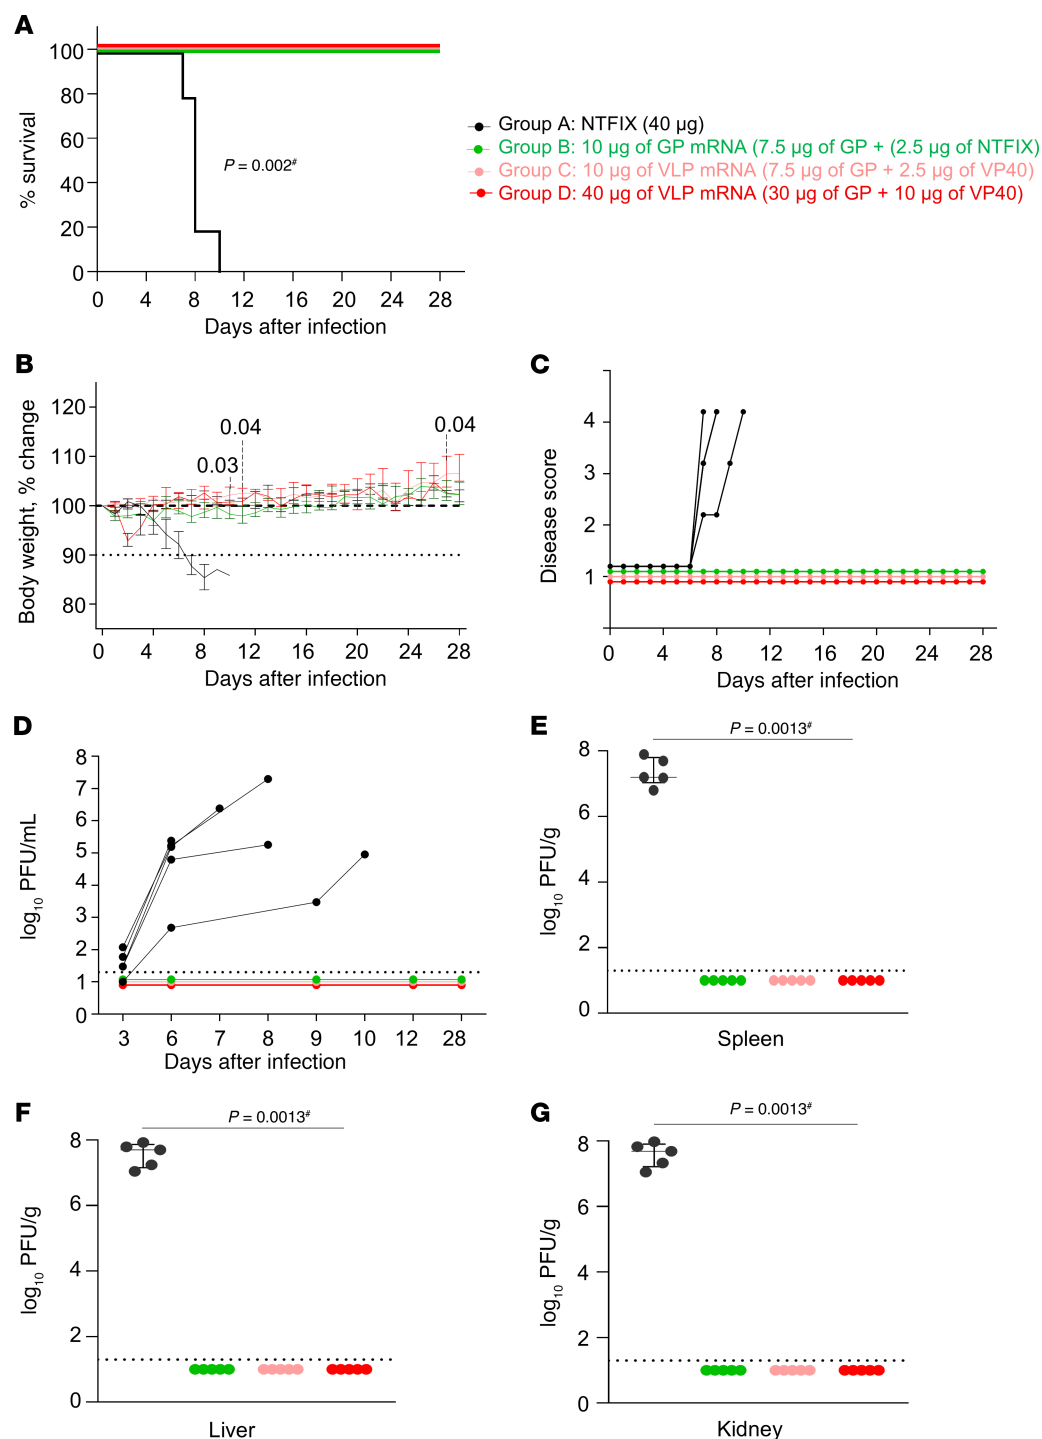 A
% survival
100
80
60
40
20
0
P = 0.002#
0 4 8 12 16 20 24 28
Days after infection
Group A: NTFIX (40 µg)
Group B: 10 µg of GP mRNA (7.5 µg of GP + (2.5 µg of NTFIX)
Group C: 10 µg of VLP mRNA (7.5 µg of GP + 2.5 µg of VP40)
Group D: 40 µg of VLP mRNA (30 µg of GP + 10 µg of VP40)
B
Body weight, % change
120
110
100
90
80
0.03
0.04
0.04
0 4 8 12 16 20 24 28
Days after infection
C
Disease score
4
3
2
1
0 4 8 12 16 20 24 28
Days after infection
D
log10 PFU/mL
8
7
6
5
4
3
2
1
0
3 6 7 8 9 10 12 28
Days after infection
E
P = 0.0013#
log10 PFU/g
8
6
4
2
0
Spleen
F
P = 0.0013#
log10 PFU/g
8
6
4
2
0
Liver
G
P = 0.0013#
log10 PFU/g
8
6
4
2
0
Kidney